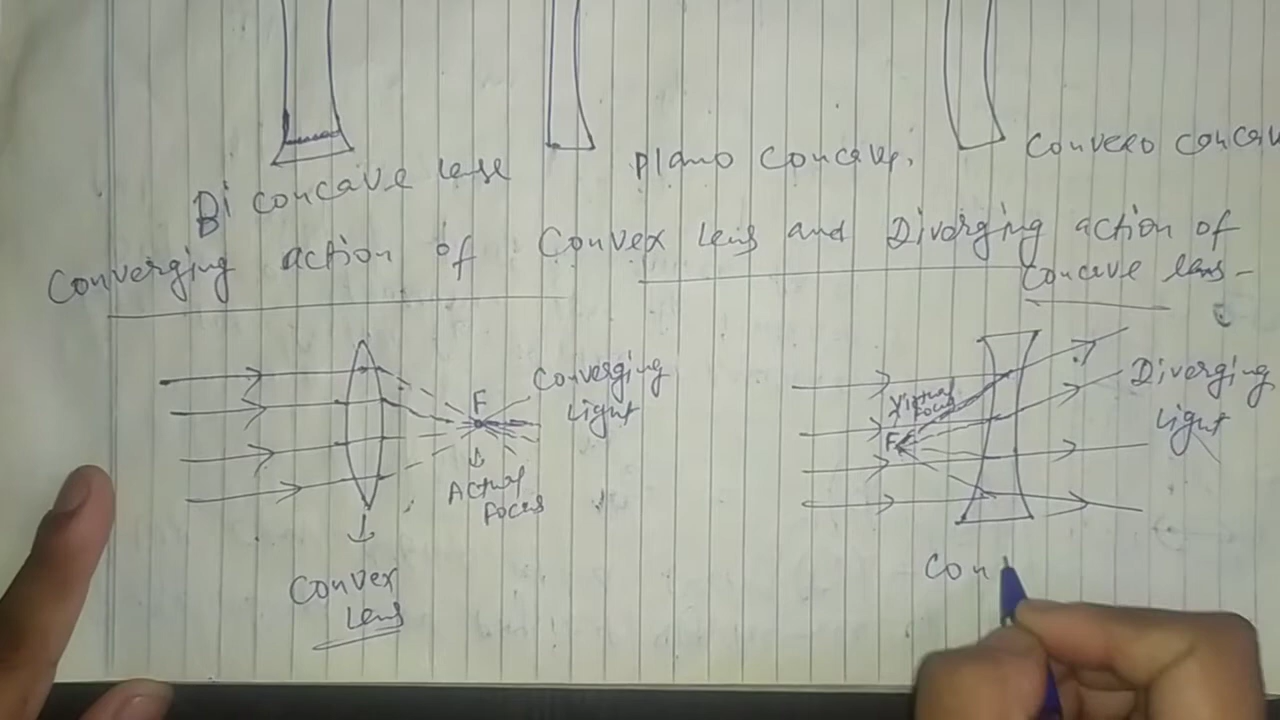 Bi concave lense
Plano concave.
Convexo concav
Converging action of Convex lens and Diverging action of
Concave lens-
Converging
Light
F
Actual
Focus
Convex
Lens
Virtual
Focus
F
Diverging
Light
Con